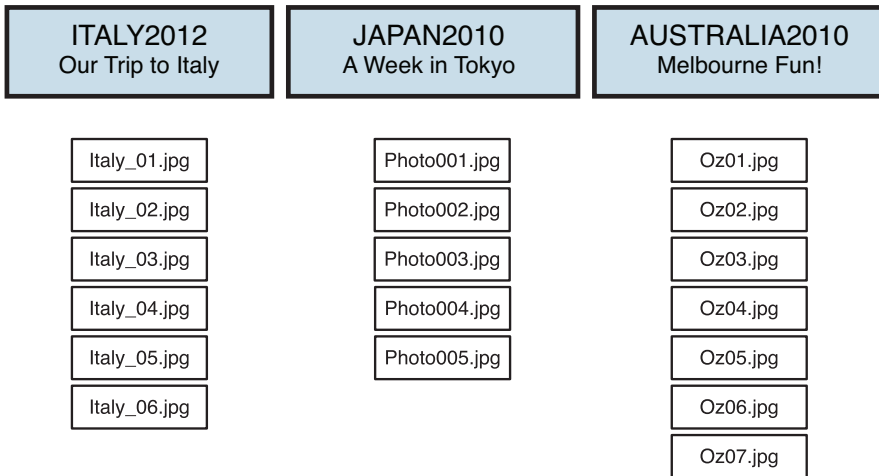 ITALY2012
Our Trip to Italy
Italy_01.jpg
Italy_02.jpg
Italy_03.jpg
Italy_04.jpg
Italy_05.jpg
Italy_06.jpg
JAPAN2010
A Week in Tokyo
Photo001.jpg
Photo002.jpg
Photo003.jpg
Photo004.jpg
Photo005.jpg
AUSTRALIA2010
Melbourne Fun!
Oz01.jpg
Oz02.jpg
Oz03.jpg
Oz04.jpg
Oz05.jpg
Oz06.jpg
Oz07.jpg